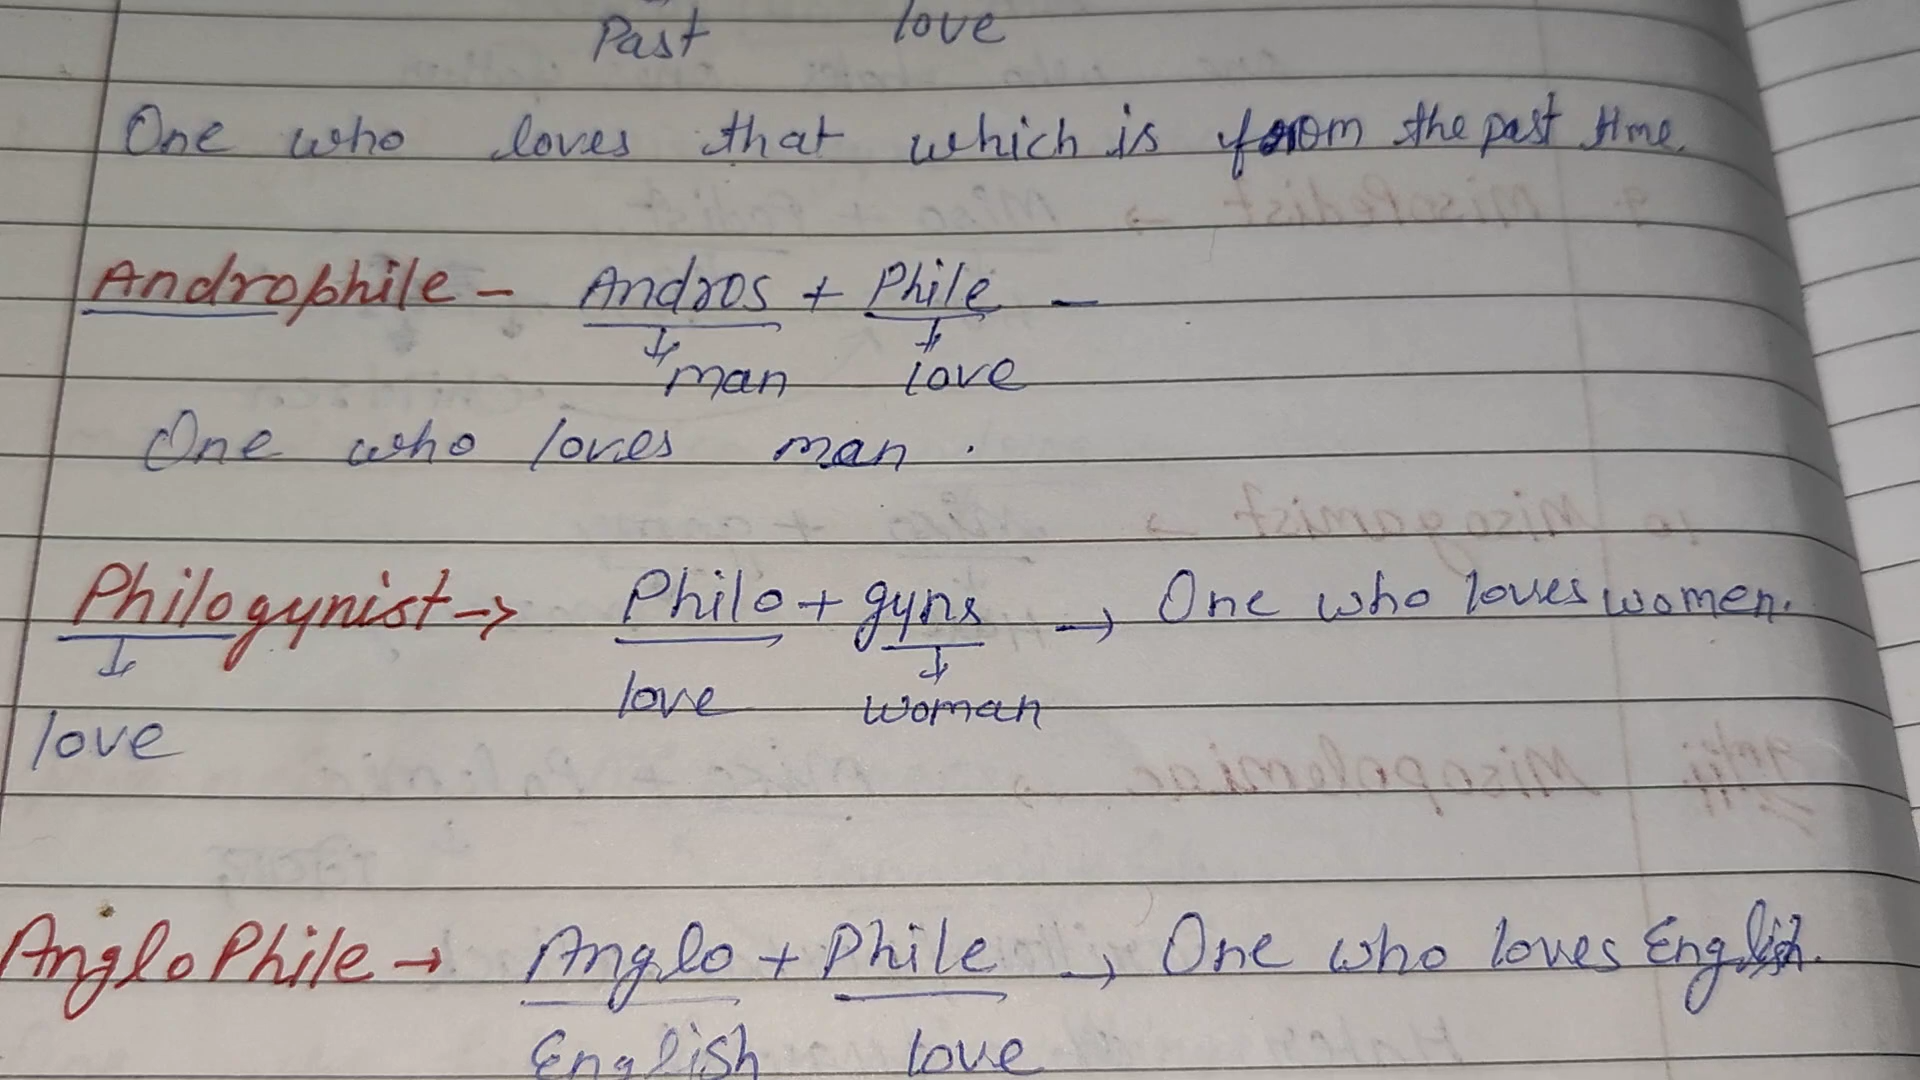 Past love
One who loves that which is from the past time.
Androphile - Andros + Phile -
man love
One who loves man.
Philogynist -> Philo + gyns -> One who loves women.
love woman
love
AngloPhile -> Anglo + Phile -> One who loves English.
English love